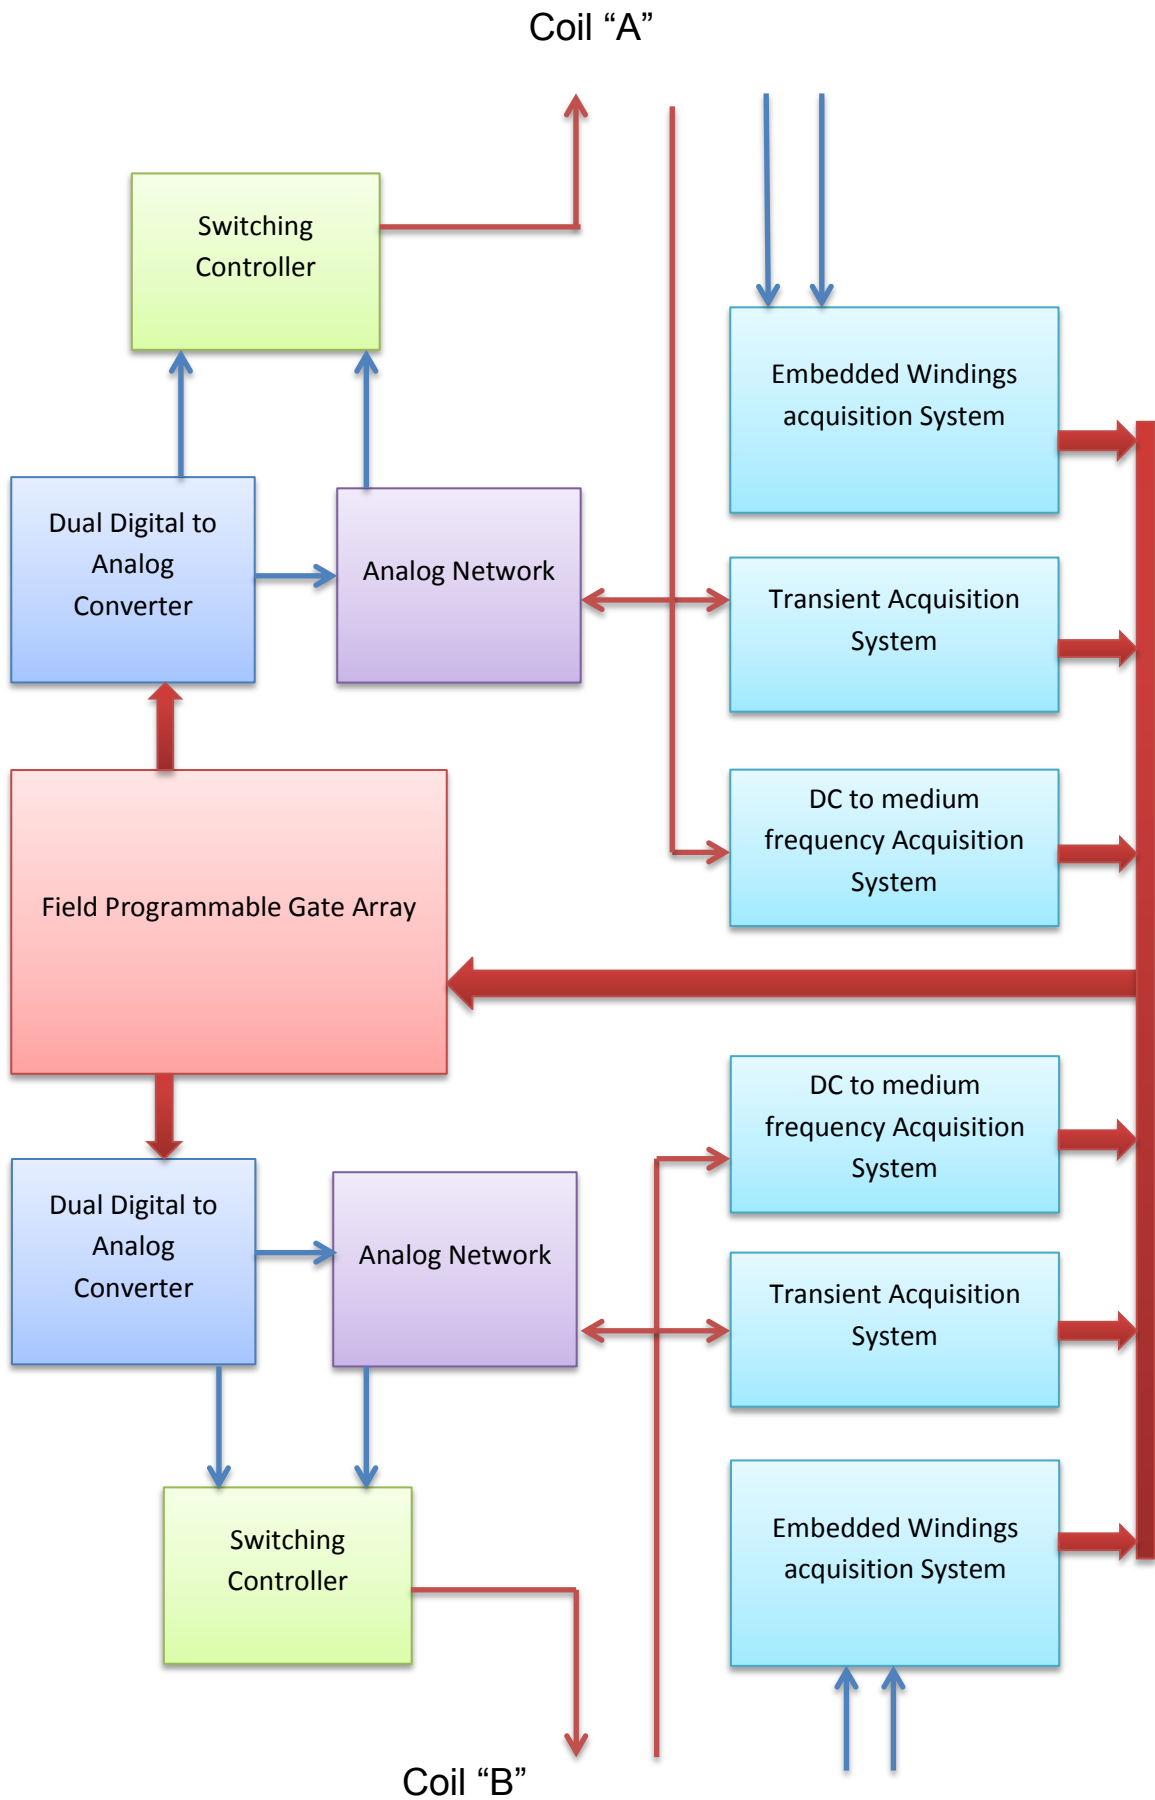 Coil “A”
Switching
Controller
Embedded Windings
acquisition System
Dual Digital to
Analog
Converter
Analog Network
Transient Acquisition
System
DC to medium
frequency Acquisition
System
Field Programmable Gate Array
DC to medium
frequency Acquisition
System
Dual Digital to
Analog
Converter
Analog Network
Transient Acquisition
System
Switching
Controller
Embedded Windings
acquisition System
Coil “B”